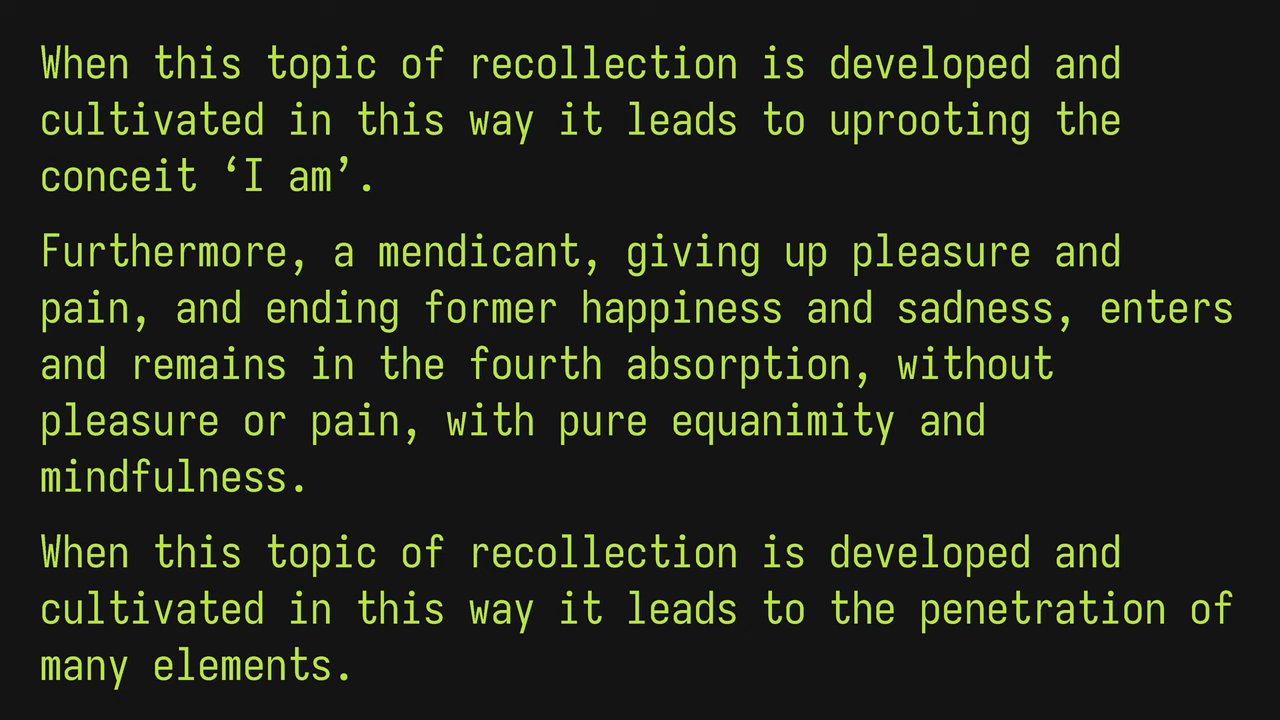 When this topic of recollection is developed and
cultivated in this way it leads to uprooting the
conceit ‘I am’.
Furthermore, a mendicant, giving up pleasure and
pain, and ending former happiness and sadness, enters
and remains in the fourth absorption, without
pleasure or pain, with pure equanimity and
mindfulness.
When this topic of recollection is developed and
cultivated in this way it leads to the penetration of
many elements.